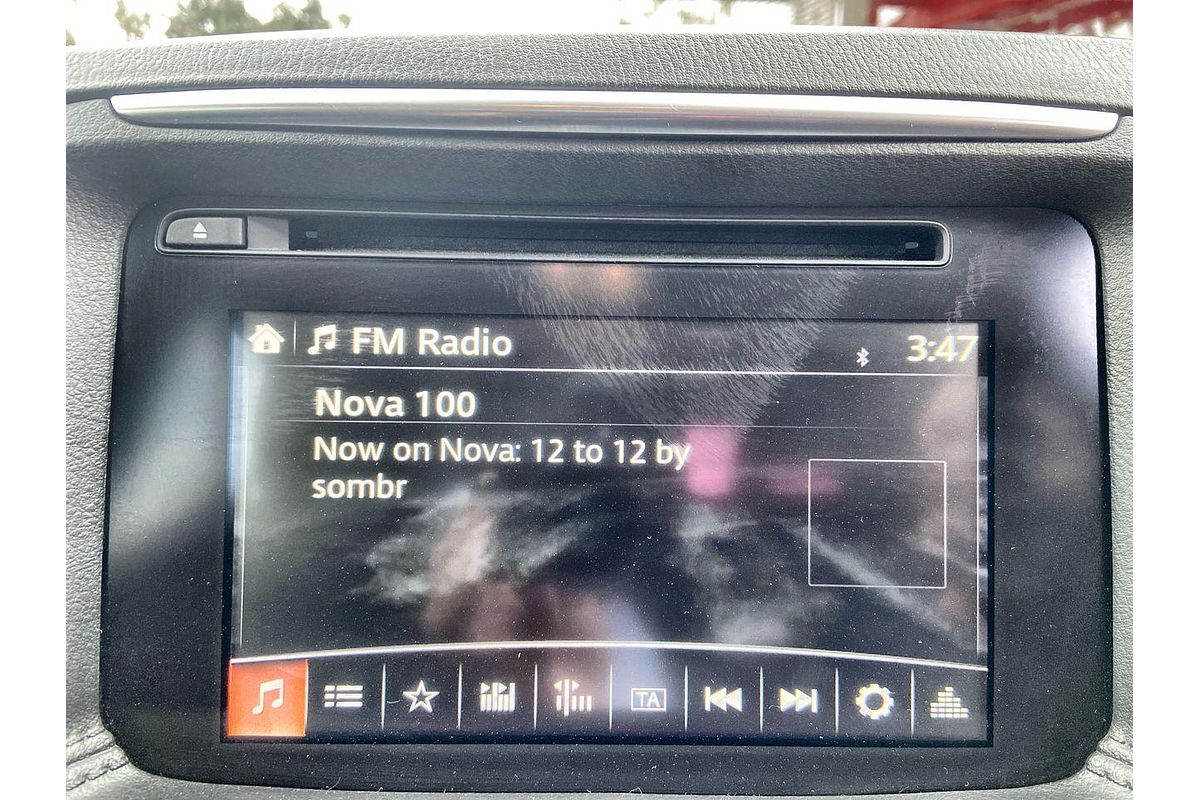 FM Radio
3:47
Nova 100
Now on Nova: 12 to 12 by
sombr
TA